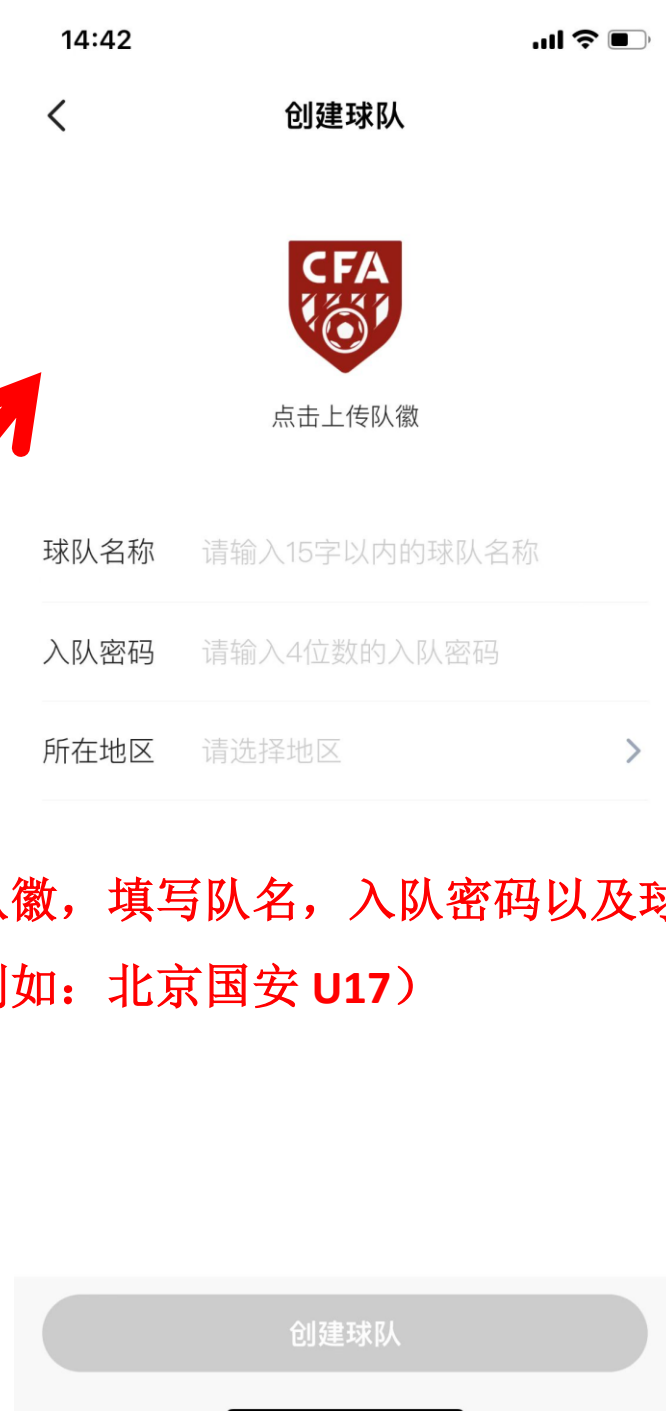 14:42
创建球队
CFA
点击上传队徽
球队名称 请输入15字以内的球队名称
入队密码 请输入4位数的入队密码
所在地区 请选择地区
徽，填写队名，入队密码以及球
如：北京国安 U17）
创建球队